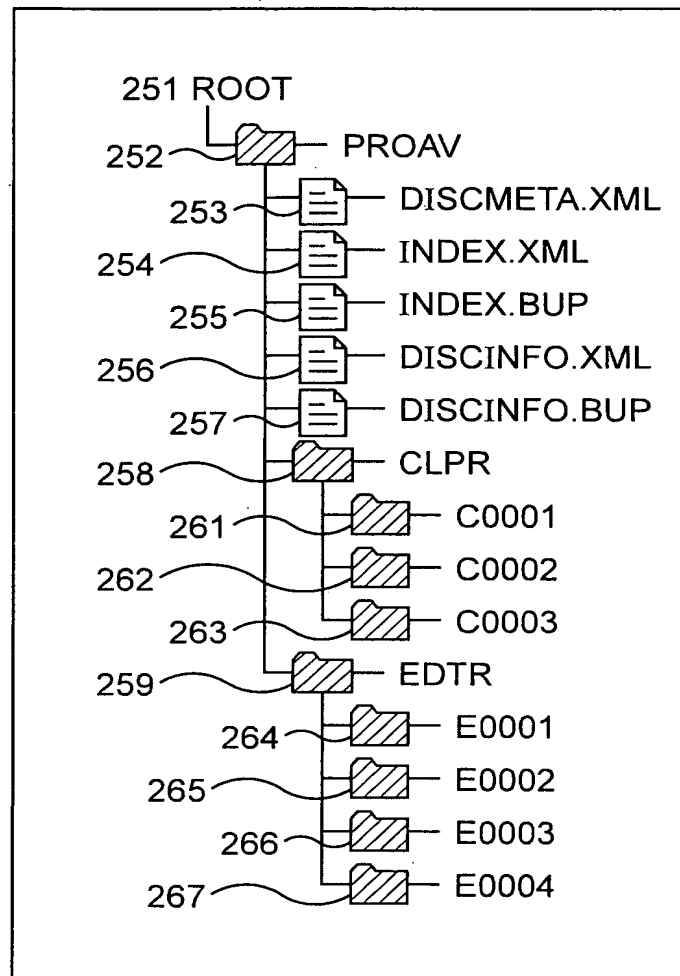 251 ROOT
252 PROAV
253 DISCMETA.XML
254 INDEX.XML
255 INDEX.BUP
256 DISCINFO.XML
257 DISCINFO.BUP
258 CLPR
261 C0001
262 C0002
263 C0003
259 EDTR
264 E0001
265 E0002
266 E0003
267 E0004